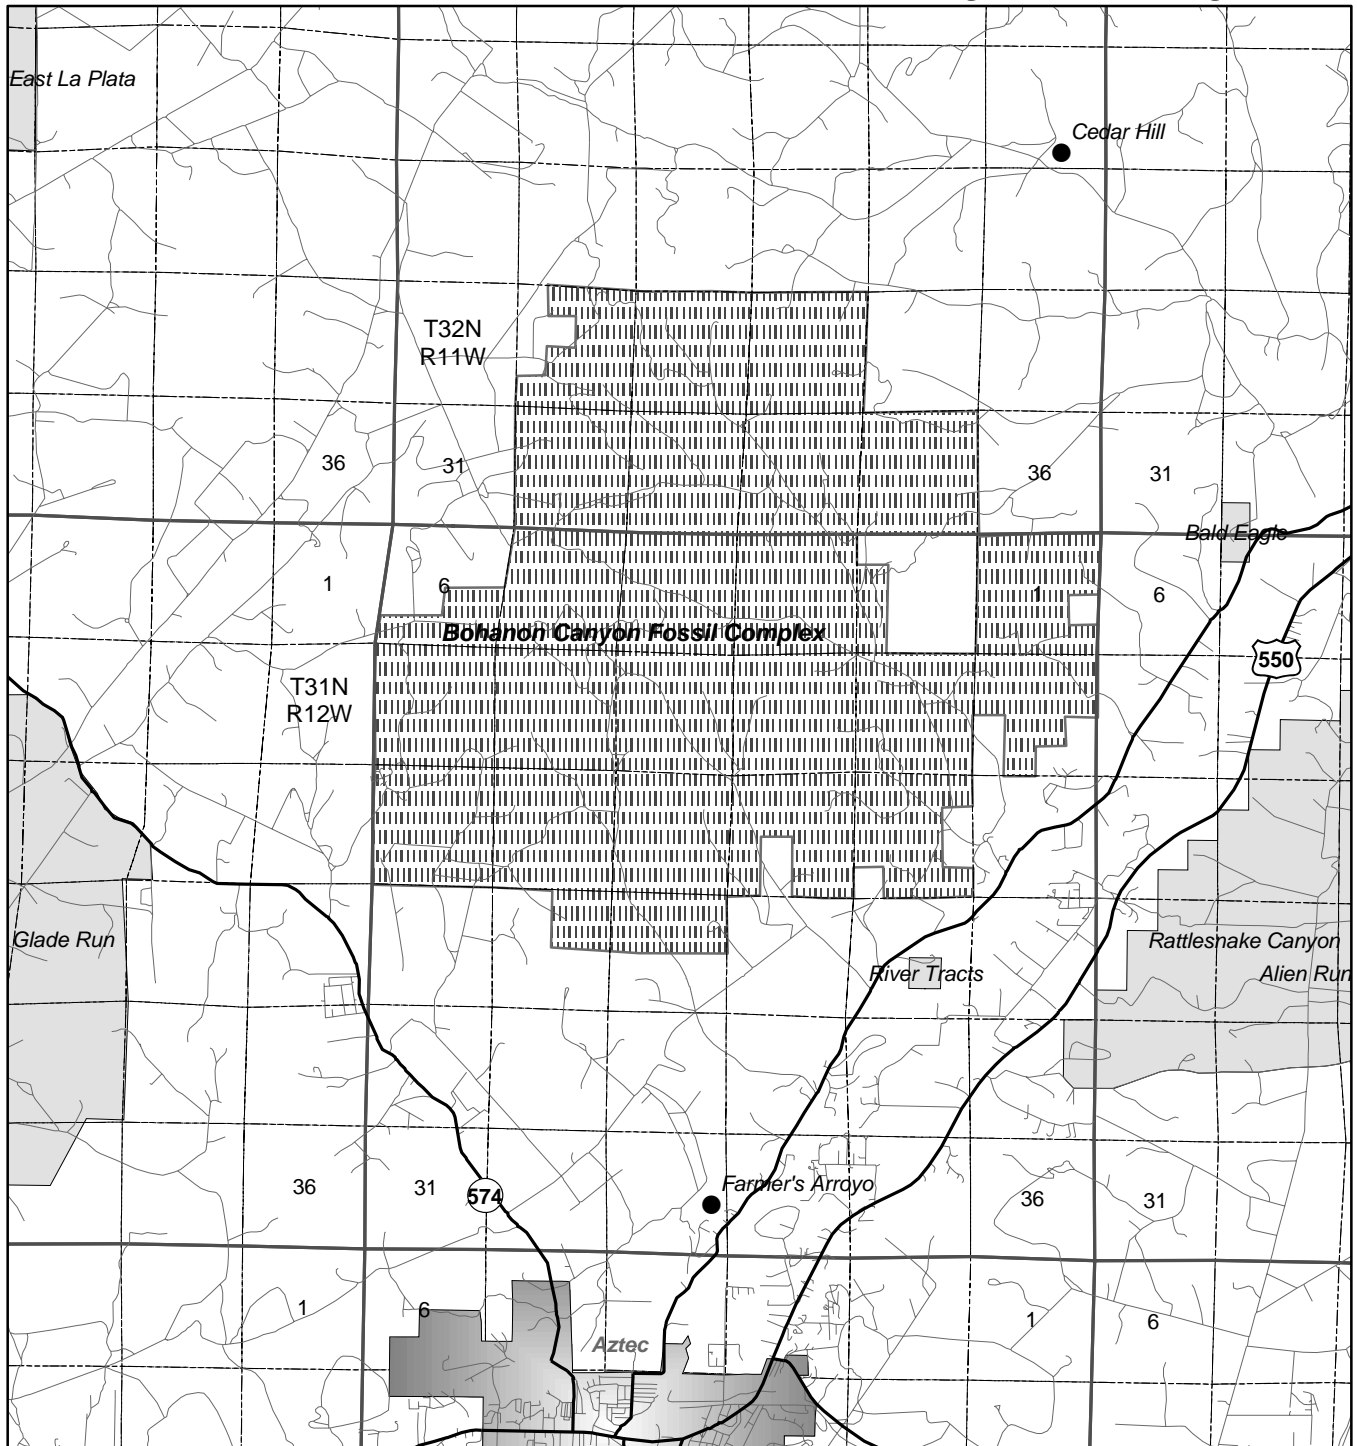 East La Plata
Cedar Hill
T32N
R11W
36
31
36
31
Bald Eagle
1
6
1
6
Bohanon Canyon Fossil Complex
550
T31N
R12W
Glade Run
Rattlesnake Canyon
River Tracts
Alien Run
36
31
574
Farmer's Arroyo
36
31
1
6
1
6
Aztec